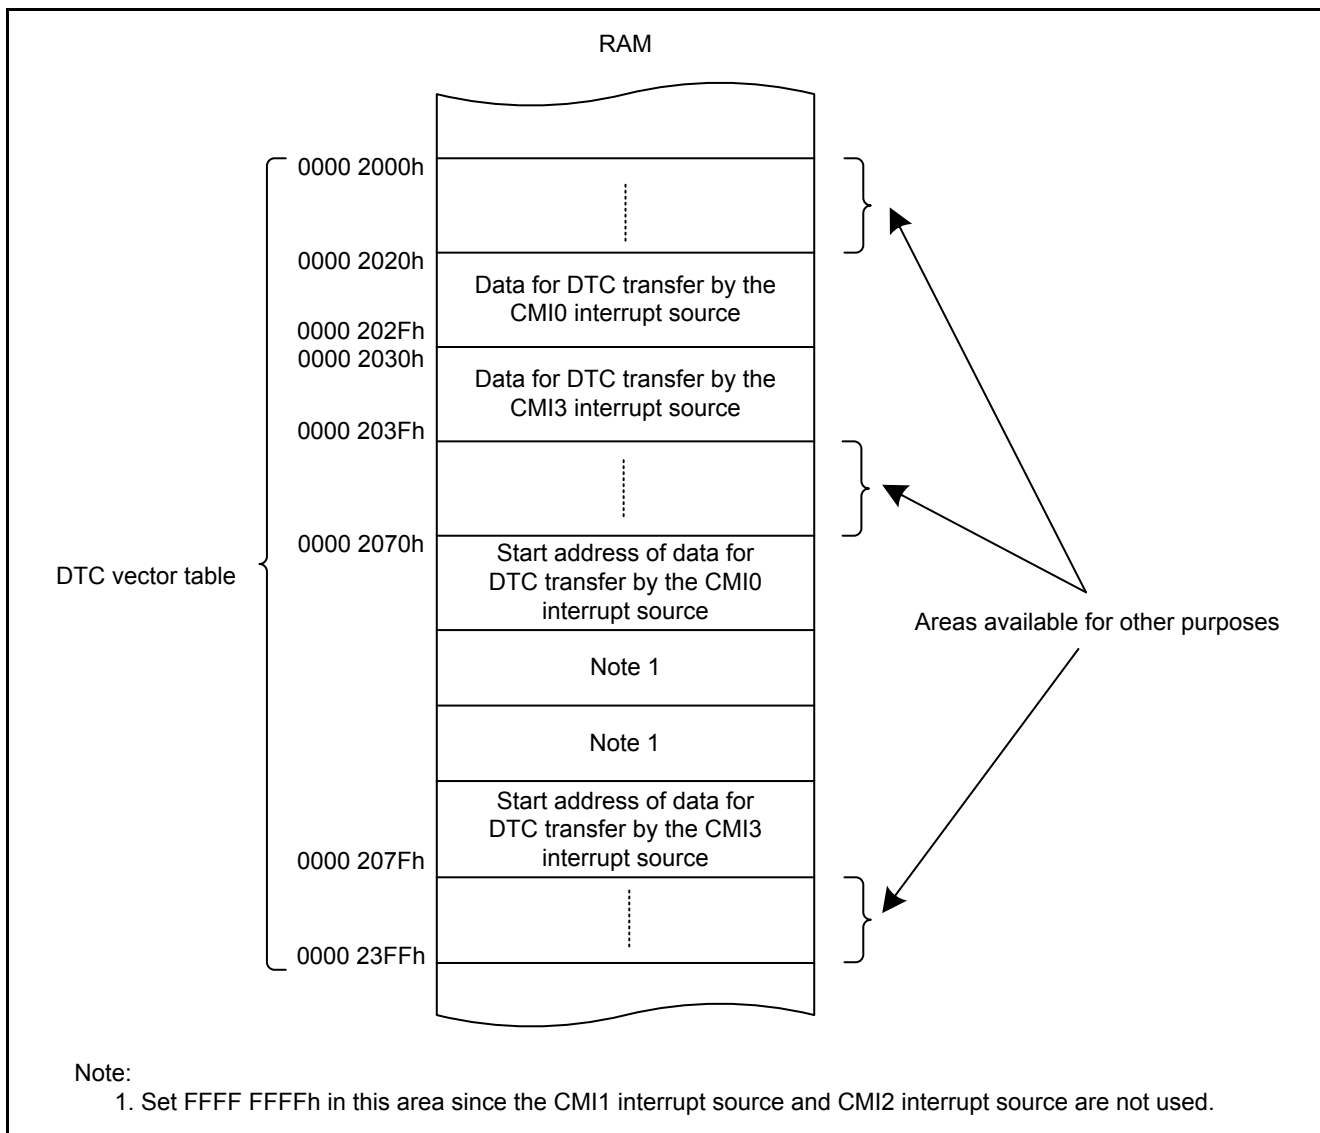 RAM
0000 2000h
0000 2020h
Data for DTC transfer by the
CMI0 interrupt source
0000 202Fh
0000 2030h
Data for DTC transfer by the
CMI3 interrupt source
0000 203Fh
0000 2070h
Start address of data for
DTC transfer by the CMI0
interrupt source
DTC vector table
Areas available for other purposes
Note 1
Note 1
Start address of data for
DTC transfer by the CMI3
interrupt source
0000 207Fh
0000 23FFh
Note:
1. Set FFFF FFFFh in this area since the CMI1 interrupt source and CMI2 interrupt source are not used.